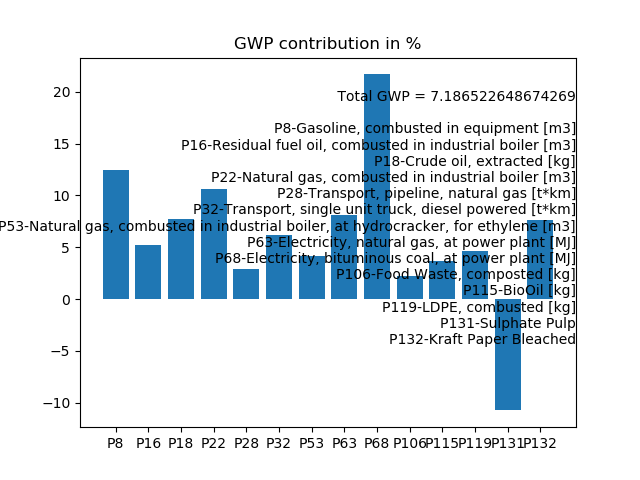 GWP contribution in %
Total GWP = 7.186522648674269
P8-Gasoline, combusted in equipment [m3]
P16-Residual fuel oil, combusted in industrial boiler [m3]
P18-Crude oil, extracted [kg]
P22-Natural gas, combusted in industrial boiler [m3]
P28-Transport, pipeline, natural gas [t*km]
P32-Transport, single unit truck, diesel powered [t*km]
P53-Natural gas, combusted in industrial boiler, at hydrocracker, for ethylene [m3]
P63-Electricity, natural gas, at power plant [MJ]
P68-Electricity, bituminous coal, at power plant [MJ]
P106-Food Waste, composted [kg]
P115-BioOil [kg]
P119-LDPE, combusted [kg]
P131-Sulphate Pulp
P132-Kraft Paper Bleached
20
15
10
5
0
−5
−10
P8 P16 P18 P22 P28 P32 P53 P63 P68 P106 P115 P119 P131 P132